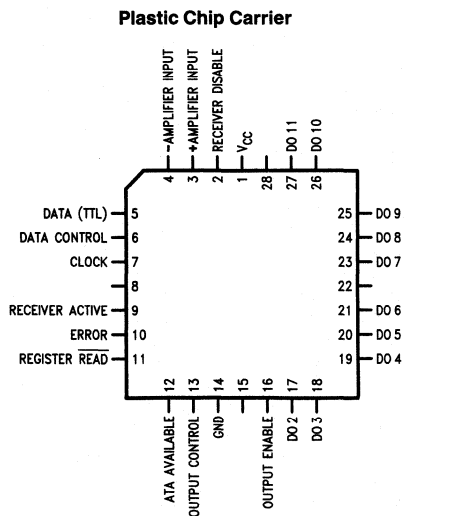 Plastic Chip Carrier
-AMPLIFIER INPUT
+AMPLIFIER INPUT
RECEIVER DISABLE
VCC
DO 11
DO 10
4 3 2 1 28 27 26
DATA (TTL) 5
DATA CONTROL 6
CLOCK 7
8
RECEIVER ACTIVE 9
ERROR 10
REGISTER READ 11
25 DO 9
24 DO 8
23 DO 7
22
21 DO 6
20 DO 5
19 DO 4
12 13 14 15 16 17 18
ATA AVAILABLE
OUTPUT CONTROL
GND
OUTPUT ENABLE
DO 2
DO 3